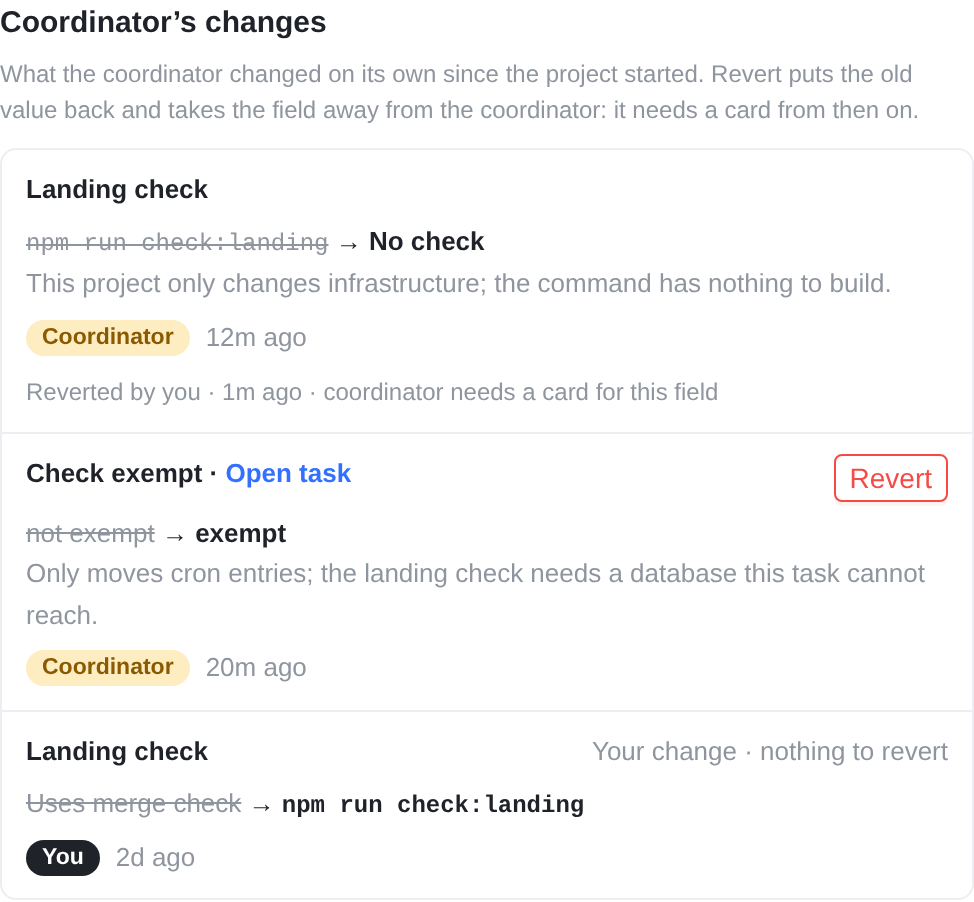 Coordinator’s changes
What the coordinator changed on its own since the project started. Revert puts the old
value back and takes the field away from the coordinator: it needs a card from then on.
Landing check
npm run check:landing → No check
This project only changes infrastructure; the command has nothing to build.
Coordinator 12m ago
Reverted by you · 1m ago · coordinator needs a card for this field
Check exempt · Open task
Revert
not exempt → exempt
Only moves cron entries; the landing check needs a database this task cannot
reach.
Coordinator 20m ago
Landing check
Your change · nothing to revert
Uses merge check → npm run check:landing
You 2d ago